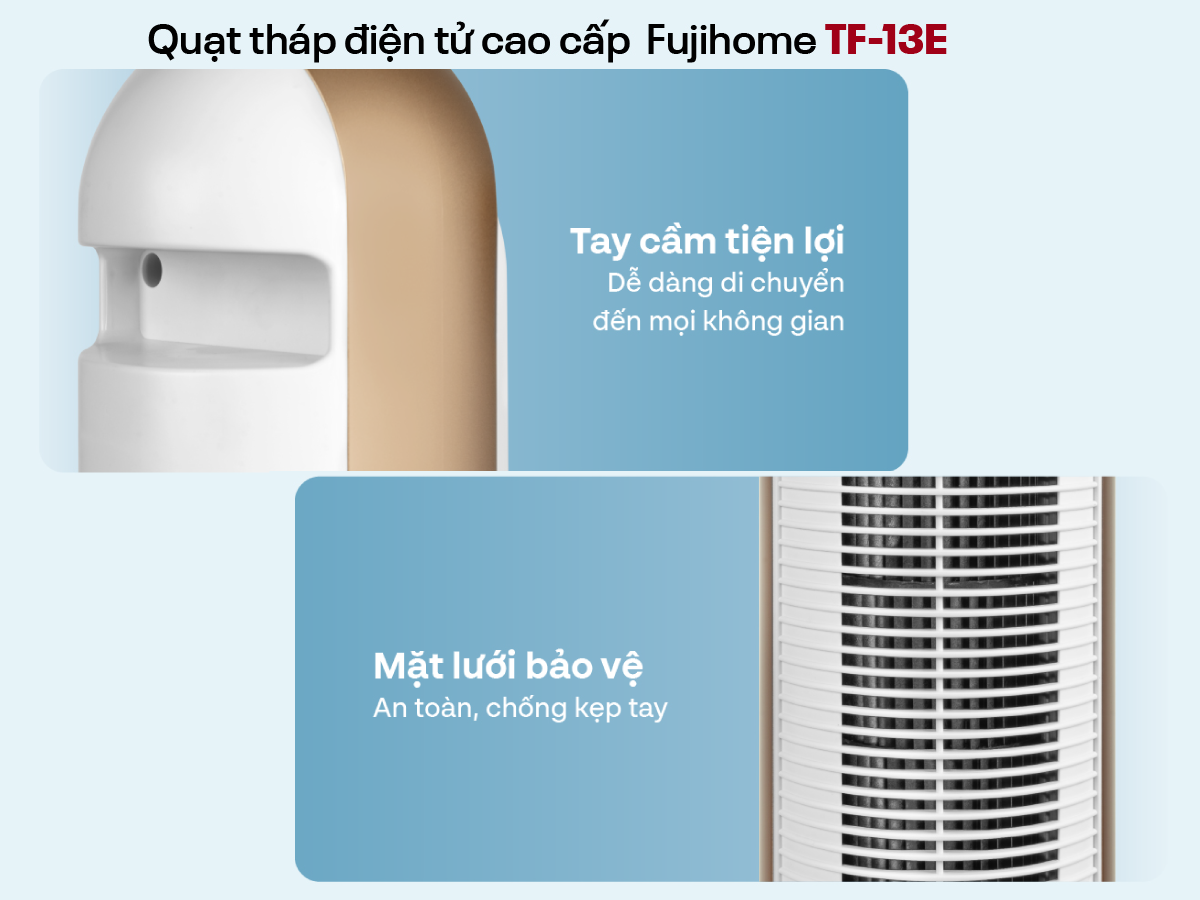 Quạt tháp điện tử cao cấp Fujihome TF-13E
Tay cầm tiện lợi
Dễ dàng di chuyển
đến mọi không gian
Mặt lưới bảo vệ
An toàn, chống kẹp tay